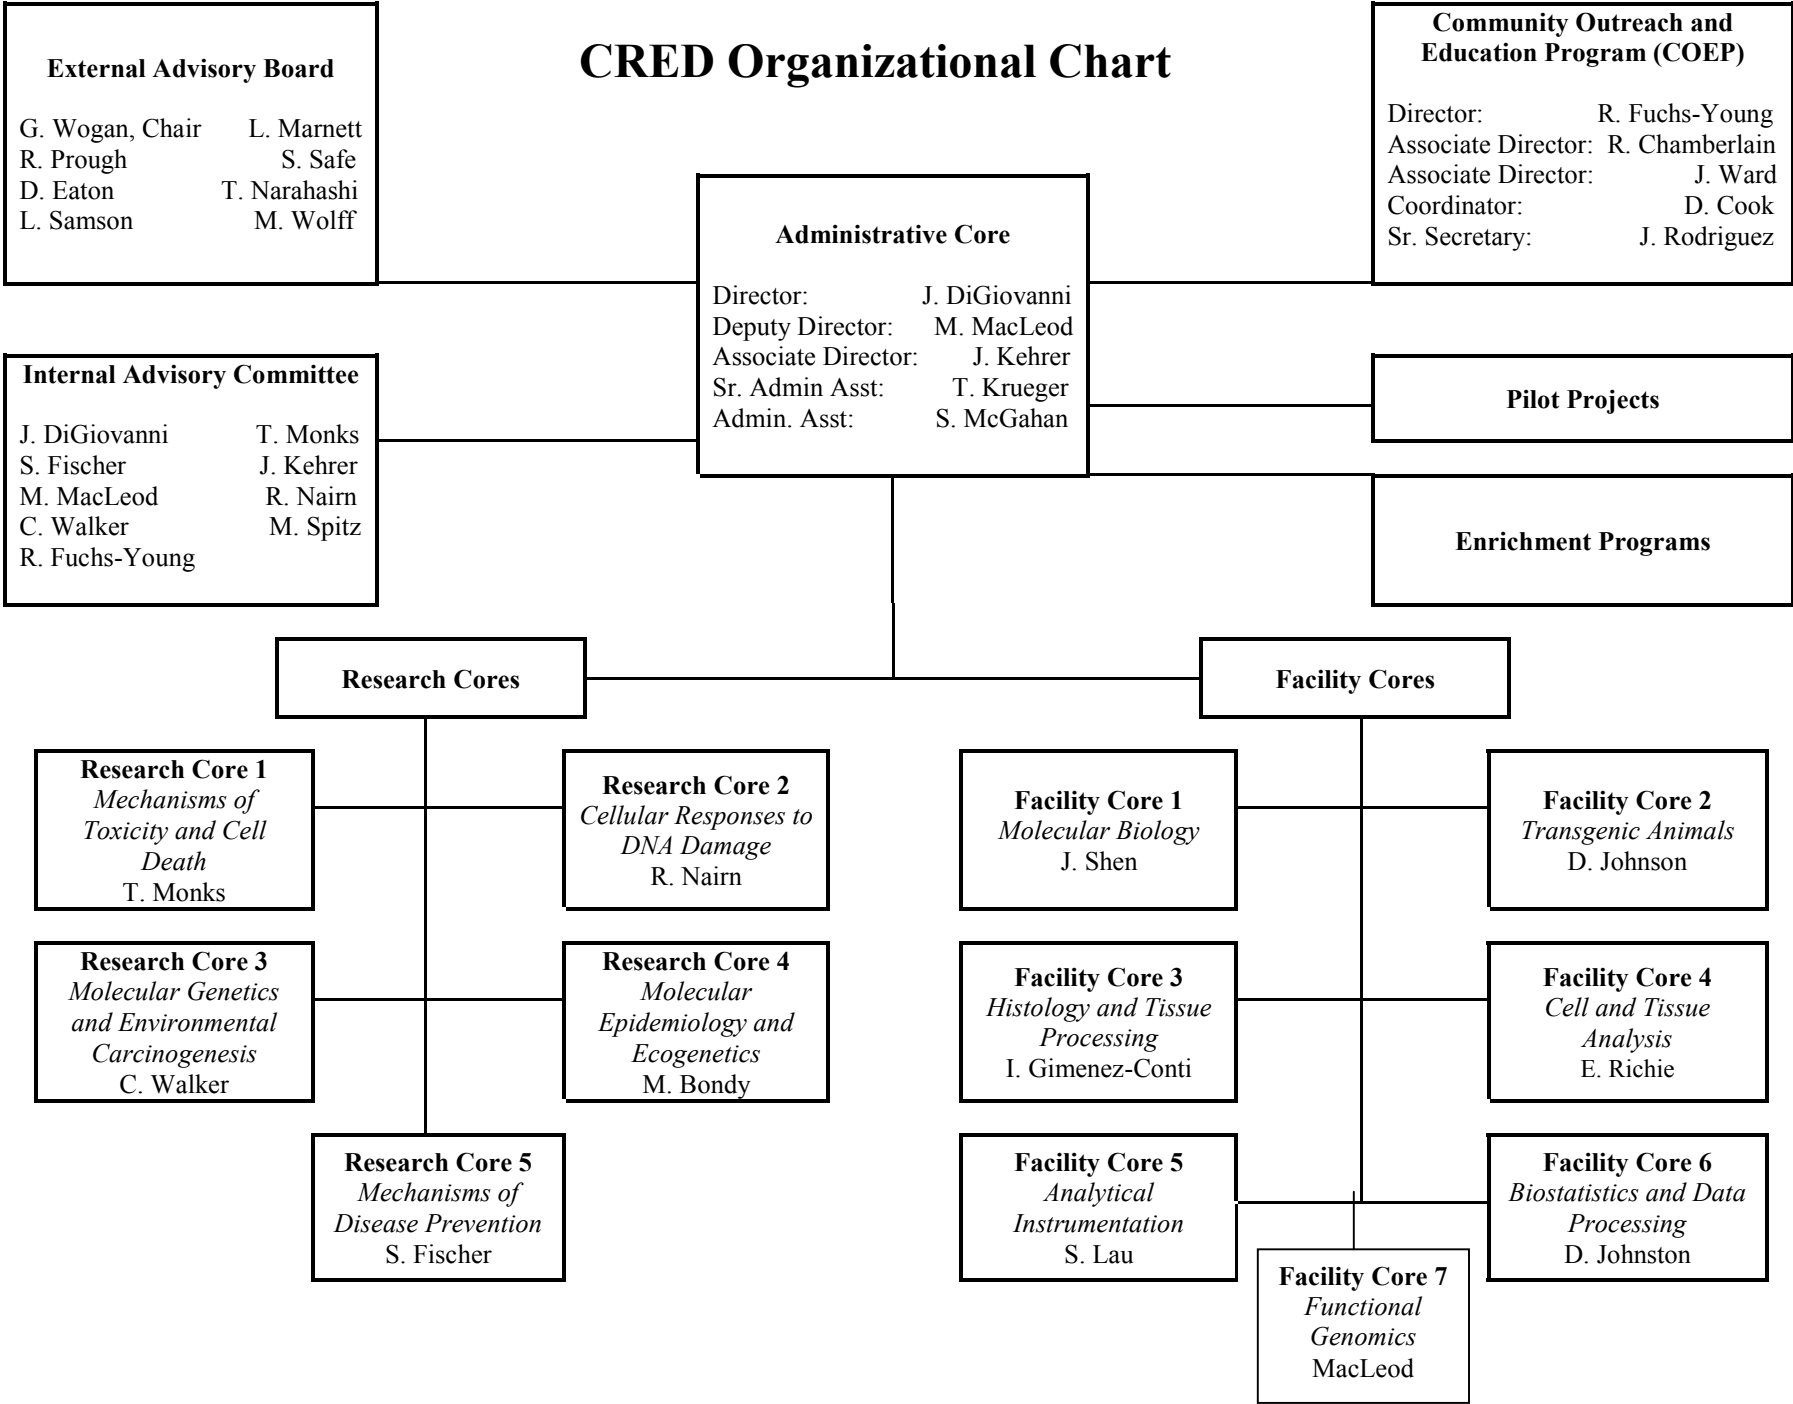 CRED Organizational Chart
External Advisory Board
G. Wogan, Chair L. Marnett
R. Prough S. Safe
D. Eaton T. Narahashi
L. Samson M. Wolff
Community Outreach and
Education Program (COEP)
Director: R. Fuchs-Young
Associate Director: R. Chamberlain
Associate Director: J. Ward
Coordinator: D. Cook
Sr. Secretary: J. Rodriguez
Administrative Core
Director: J. DiGiovanni
Deputy Director: M. MacLeod
Associate Director: J. Kehrer
Sr. Admin Asst: T. Krueger
Admin. Asst: S. McGahan
Internal Advisory Committee
J. DiGiovanni T. Monks
S. Fischer J. Kehrer
M. MacLeod R. Nairn
C. Walker M. Spitz
R. Fuchs-Young
Pilot Projects
Enrichment Programs
Research Cores
Facility Cores
Research Core 1
Mechanisms of
Toxicity and Cell
Death
T. Monks
Research Core 2
Cellular Responses to
DNA Damage
R. Nairn
Facility Core 1
Molecular Biology
J. Shen
Facility Core 2
Transgenic Animals
D. Johnson
Research Core 3
Molecular Genetics
and Environmental
Carcinogenesis
C. Walker
Research Core 4
Molecular
Epidemiology and
Ecogenetics
M. Bondy
Facility Core 3
Histology and Tissue
Processing
I. Gimenez-Conti
Facility Core 4
Cell and Tissue
Analysis
E. Richie
Research Core 5
Mechanisms of
Disease Prevention
S. Fischer
Facility Core 5
Analytical
Instrumentation
S. Lau
Facility Core 6
Biostatistics and Data
Processing
D. Johnston
Facility Core 7
Functional
Genomics
MacLeod